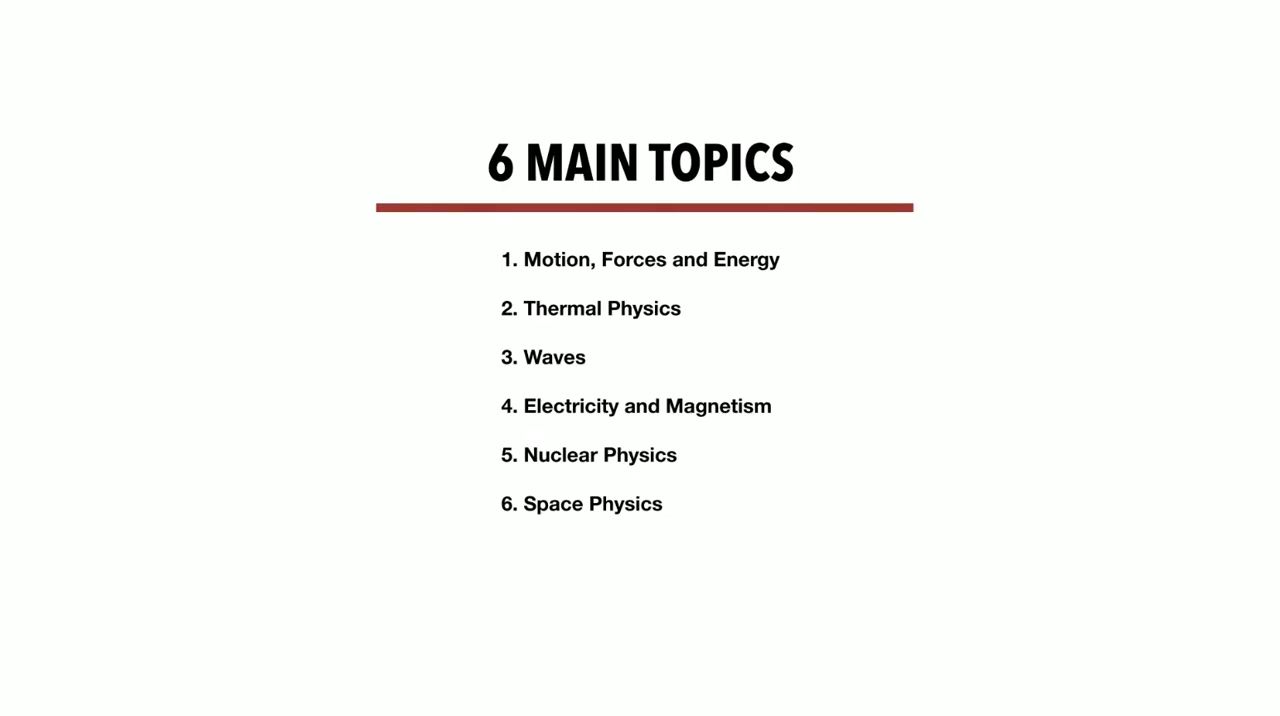 6 MAIN TOPICS
1. Motion, Forces and Energy
2. Thermal Physics
3. Waves
4. Electricity and Magnetism
5. Nuclear Physics
6. Space Physics